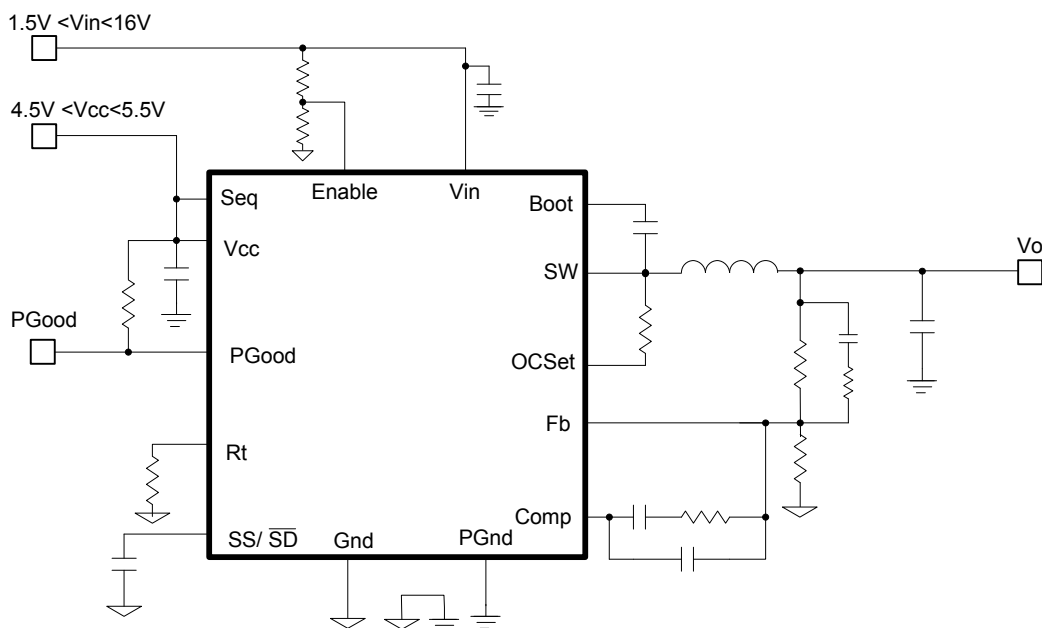 1.5V <Vin<16V
4.5V <Vcc<5.5V
Enable
Vin
Seq
Boot
Vcc
SW
Vo
PGood
PGood
OCSet
Fb
Rt
Comp
SS/ S̅D̅
Gnd
PGnd